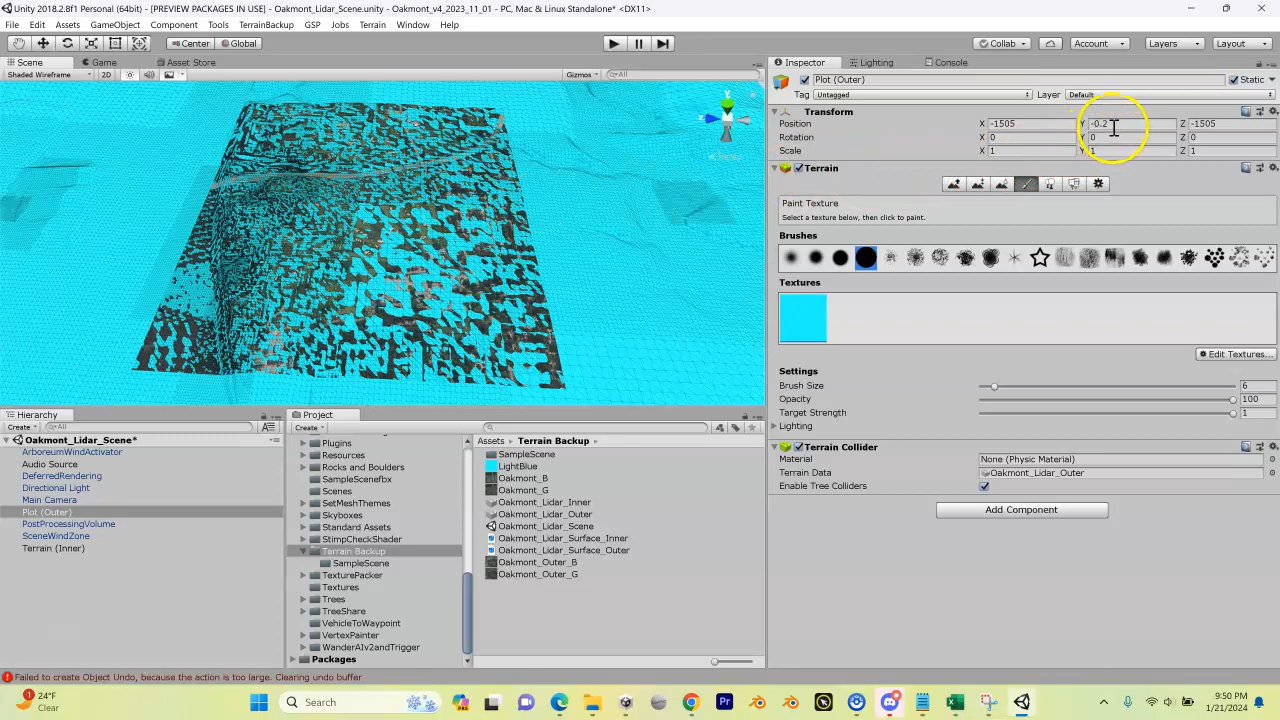 Unity 2018.2.8f1 Personal (64bit) - [PREVIEW PACKAGES IN USE] - Oakmont_Lidar_Scene.unity - Oakmont_v4_2023_11_01 - PC, Mac & Linux Standalone* <DX11>
File Edit Assets GameObject Component Tools TerrainBackup GSP Jobs Terrain Window Help
Center Global Collab Account Layers Layout
Scene Game Asset Store
Shaded Wireframe 2D Gizmos All
z
Inspector Lighting Console
Plot (Outer) Static
Tag Untagged Layer Default
Transform
Position X -1505 Y -0.2 Z -1505
Rotation X 0 Y 0 Z 0
Scale X 1 Y 1 Z 1
Terrain
Paint Texture
Select a texture below, then click to paint.
Brushes
Textures
Edit Textures...
Settings
Brush Size 6
Opacity 100
Target Strength 1
Lighting
Terrain Collider
Material None (Physic Material)
Terrain Data Oakmont_Lidar_Outer
Enable Tree Colliders
Add Component
Hierarchy
Create All
Oakmont_Lidar_Scene*
ArboreumWindActivator
Audio Source
DeferredRendering
Directional Light
Main Camera
Plot (Outer)
PostProcessingVolume
SceneWindZone
Terrain (Inner)
Project
Create
Plugins
Resources
Rocks and Boulders
SampleScenefbx
Scenes
SetMeshThemes
Skyboxes
Standard Assets
StimpCheckShader
Terrain Backup
SampleScene
TexturePacker
Textures
Trees
TreeShare
VehicleToWaypoint
VertexPainter
WanderAIv2andTrigger
Packages
Assets Terrain Backup
SampleScene
LightBlue
Oakmont_B
Oakmont_G
Oakmont_Lidar_Inner
Oakmont_Lidar_Outer
Oakmont_Lidar_Scene
Oakmont_Lidar_Surface_Inner
Oakmont_Lidar_Surface_Outer
Oakmont_Outer_B
Oakmont_Outer_G
Failed to create Object Undo, because the action is too large. Clearing undo buffer
1
24°F
Clear
Search
Pr
9:50 PM
1/21/2024